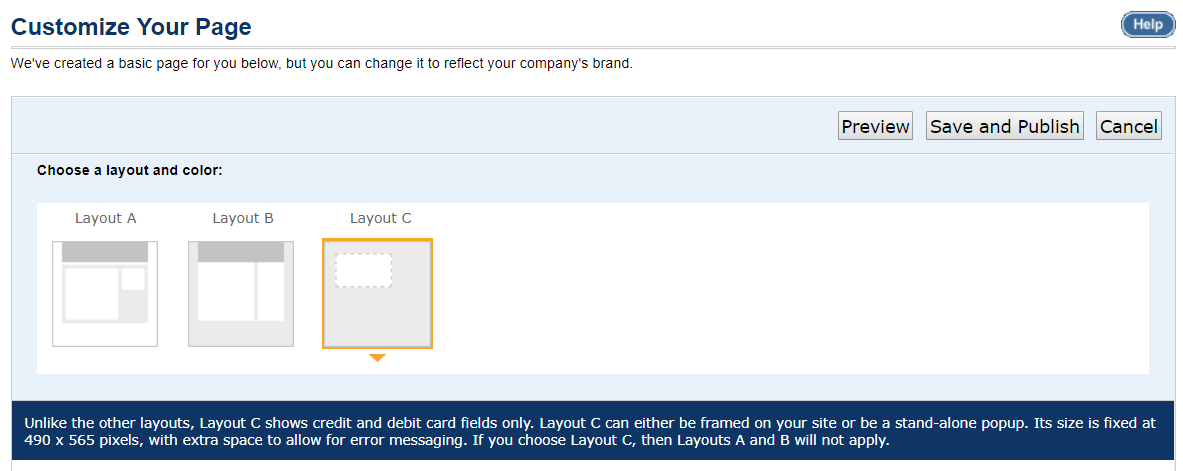 Customize Your Page
Help
We've created a basic page for you below, but you can change it to reflect your company's brand.
Preview
Save and Publish
Cancel
Choose a layout and color:
Layout A
Layout B
Layout C
Unlike the other layouts, Layout C shows credit and debit card fields only. Layout C can either be framed on your site or be a stand-alone popup. Its size is fixed at
490 x 565 pixels, with extra space to allow for error messaging. If you choose Layout C, then Layouts A and B will not apply.